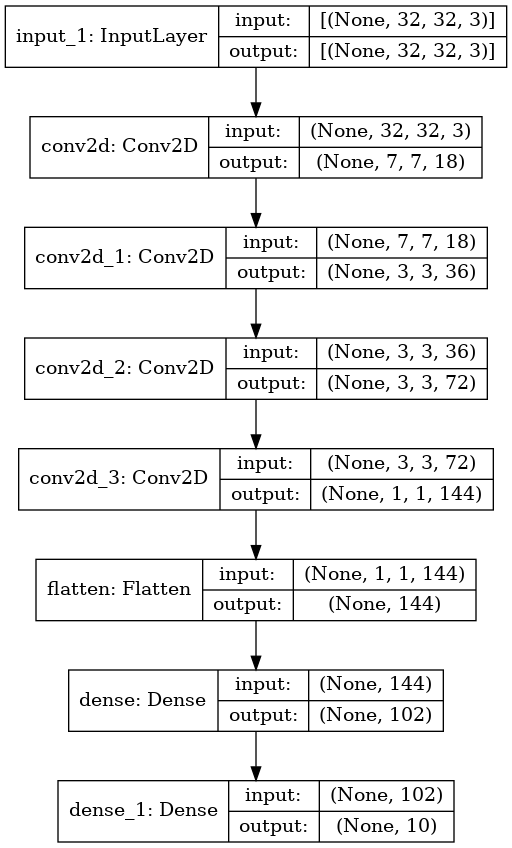 input_1: InputLayer
input: [(None, 32, 32, 3)]
output: [(None, 32, 32, 3)]
conv2d: Conv2D
input: (None, 32, 32, 3)
output: (None, 7, 7, 18)
conv2d_1: Conv2D
input: (None, 7, 7, 18)
output: (None, 3, 3, 36)
conv2d_2: Conv2D
input: (None, 3, 3, 36)
output: (None, 3, 3, 72)
conv2d_3: Conv2D
input: (None, 3, 3, 72)
output: (None, 1, 1, 144)
flatten: Flatten
input: (None, 1, 1, 144)
output: (None, 144)
dense: Dense
input: (None, 144)
output: (None, 102)
dense_1: Dense
input: (None, 102)
output: (None, 10)